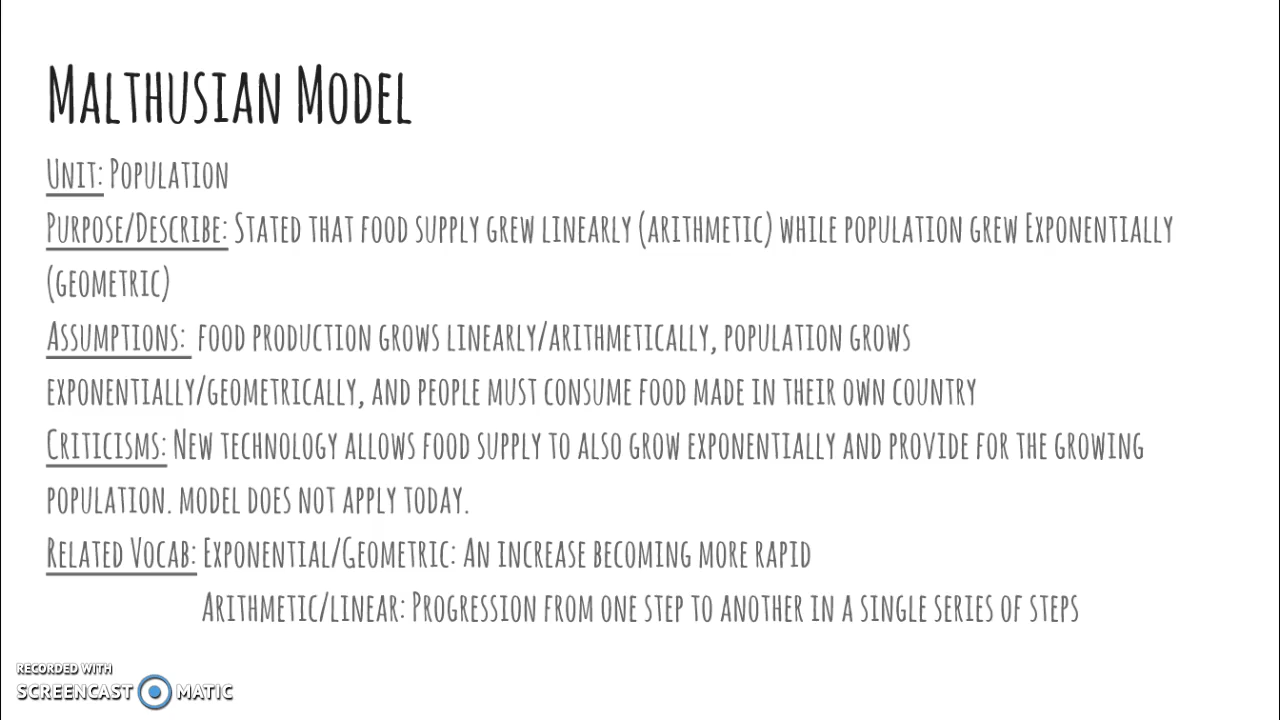 Malthusian Model
Unit: Population
Purpose/Describe: Stated that food supply grew linearly (arithmetic) while population grew Exponentially
(geometric)
Assumptions: food production grows linearly/arithmetically, population grows
exponentially/geometrically, and people must consume food made in their own country
Criticisms: New technology allows food supply to also grow exponentially and provide for the growing
population. model does not apply today.
Related Vocab: Exponential/Geometric: An increase becoming more rapid
Arithmetic/linear: Progression from one step to another in a single series of steps
RECORDED WITH
SCREENCAST MATIC